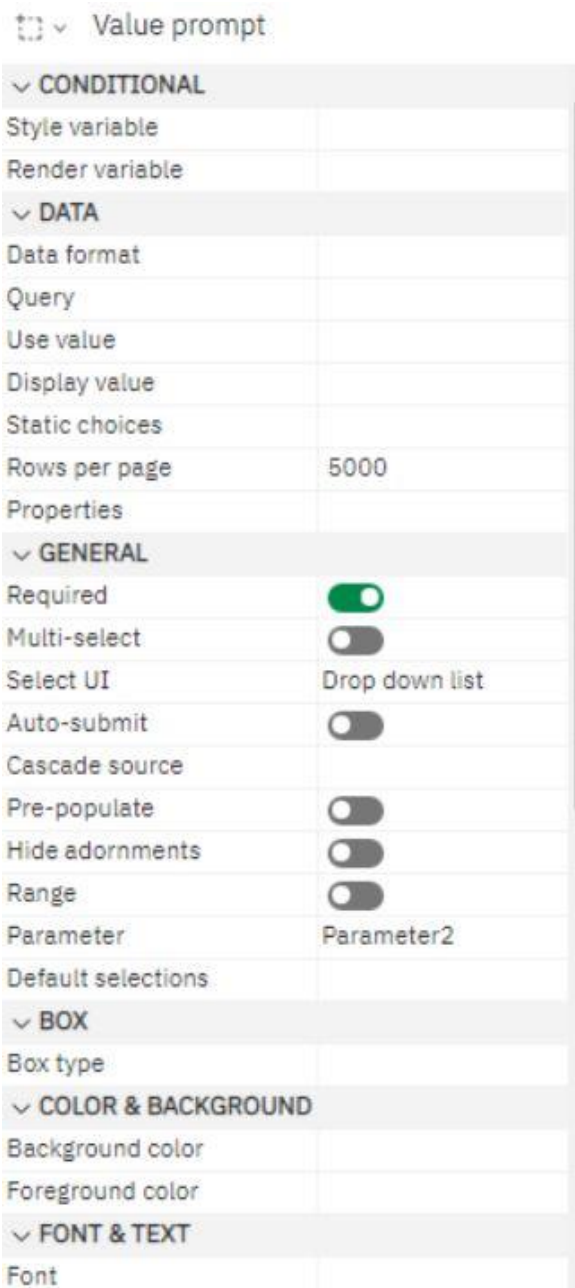 Value prompt
CONDITIONAL
Style variable
Render variable
DATA
Data format
Query
Use value
Display value
Static choices
Rows per page 5000
Properties
GENERAL
Required
Multi-select
Select UI Drop down list
Auto-submit
Cascade source
Pre-populate
Hide adornments
Range
Parameter Parameter2
Default selections
BOX
Box type
COLOR & BACKGROUND
Background color
Foreground color
FONT & TEXT
Font